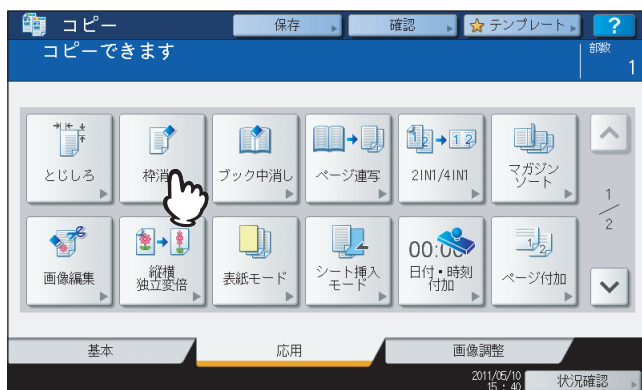 コピー
保存
確認
テンプレート
?
コピーできます
部数
1
とじしろ
枠消し
ブック中消し
ページ連写
2IN1/4IN1
マガジン
ソート
1
2
画像編集
縦横
独立変倍
表紙モード
シート挿入
モード
00:00
日付・時刻
付加
ページ付加
基本
応用
画像調整
2011/05/10
15 : 40
状況確認